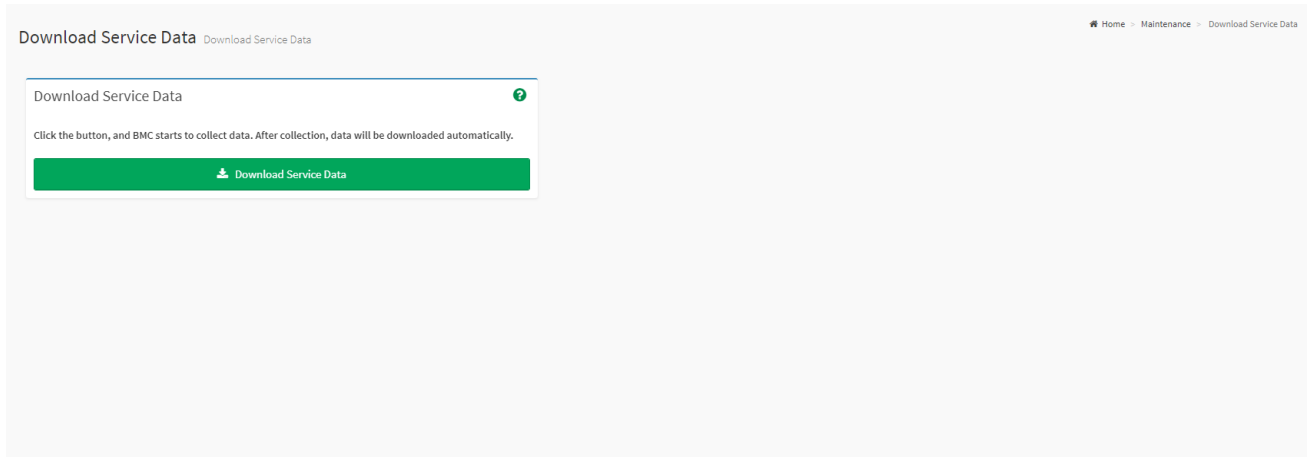 Home > Maintenance > Download Service Data
Download Service Data Download Service Data
Download Service Data
Click the button, and BMC starts to collect data. After collection, data will be downloaded automatically.
Download Service Data